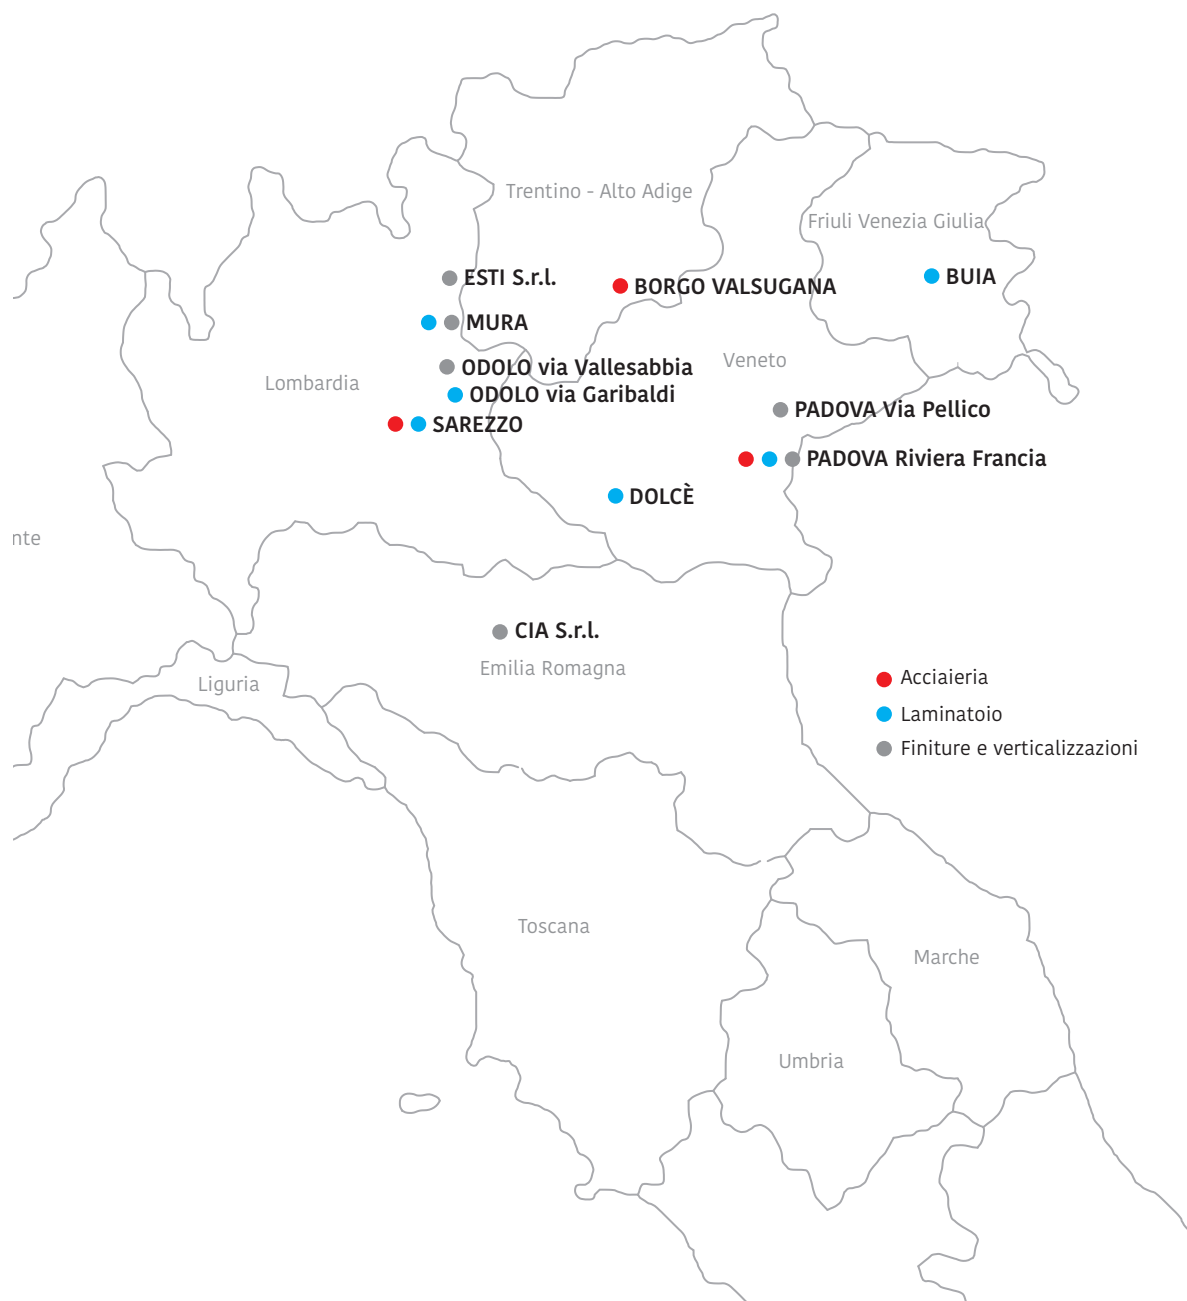 Trentino - Alto Adige
Friuli Venezia Giulia
ESTI S.r.l.
BORGO VALSUGANA
BUIA
MURA
ODOLO via Vallesabbia
Veneto
Lombardia
ODOLO via Garibaldi
PADOVA Via Pellico
SAREZZO
PADOVA Riviera Francia
DOLCÈ
nte
CIA S.r.l.
Emilia Romagna
Liguria
Acciaieria
Laminatoio
Finiture e verticalizzazioni
Toscana
Marche
Umbria